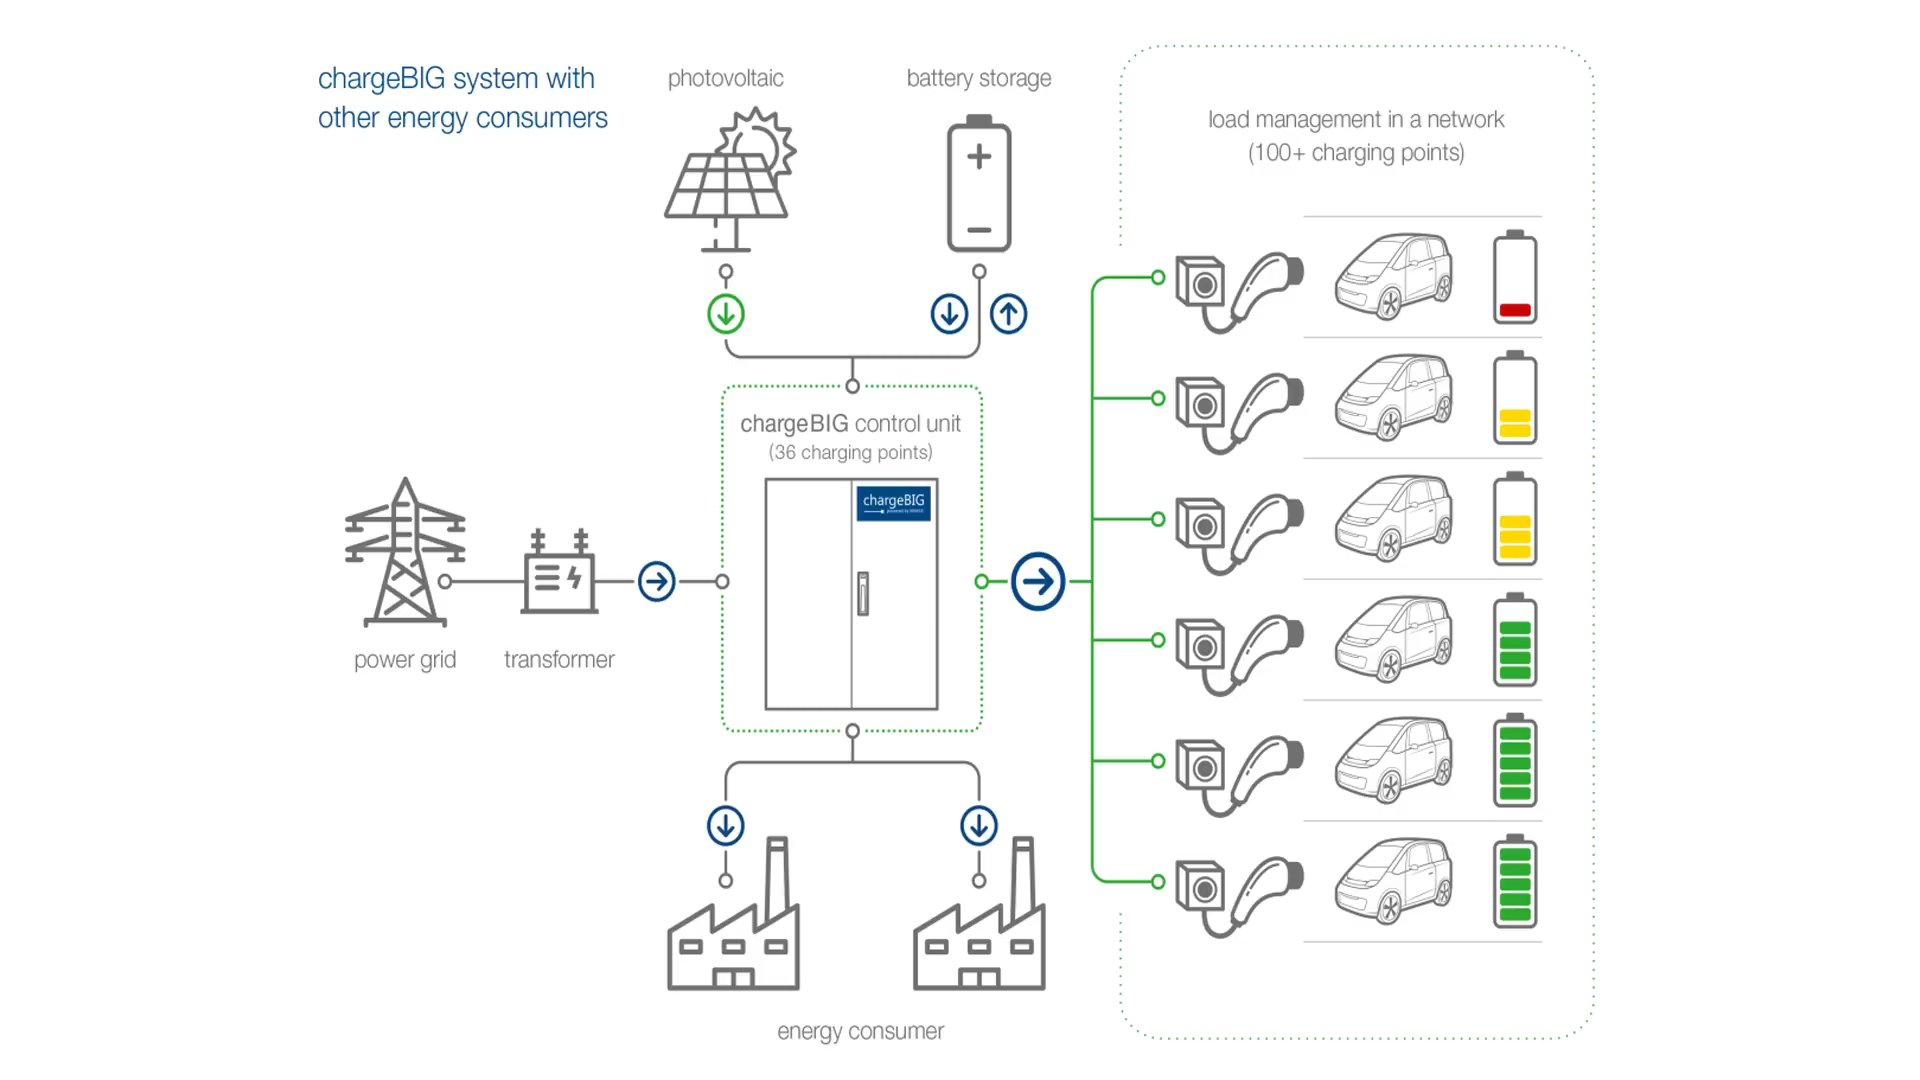 chargeBIG system with
other energy consumers
photovoltaic
battery storage
load management in a network
(100+ charging points)
chargeBIG control unit
(36 charging points)
chargeBIG
power grid
transformer
energy consumer